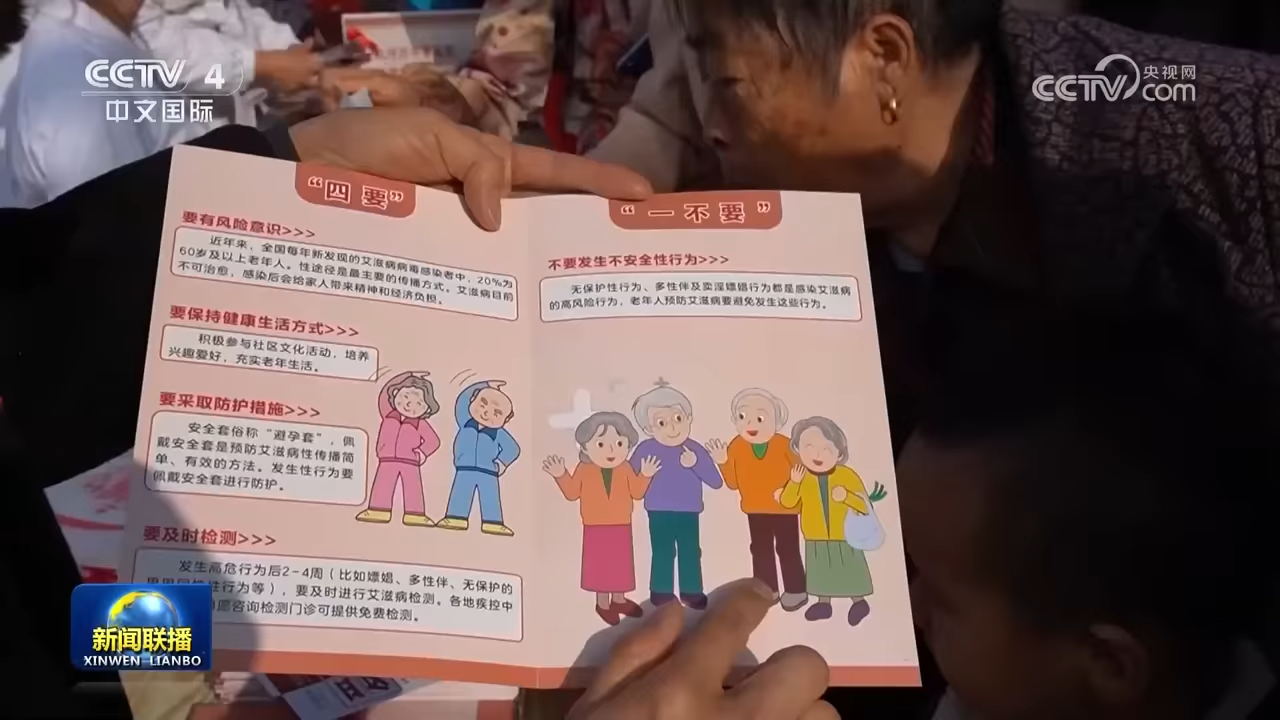 CCTV 4
中文国际
CCTV 央视网
com
“四 要”
要有风险意识>>>
近年来，全国每年新发现的艾滋病病毒感染者中，20%为
60岁及以上老年人。性途径是最主要的传播方式。艾滋病目前
不可治愈，感染后会给家人带来精神和经济负担。
要保持健康生活方式>>>
积极参与社区文化活动，培养
兴趣爱好，充实老年生活。
要采取防护措施>>>
安全套俗称“避孕套”，佩
戴安全套是预防艾滋病性传播简
单、有效的方法。发生性行为要
佩戴安全套进行防护。
要及时检测>>>
发生高危行为后2-4周（比如嫖娼、多性伴、无保护的
性行为等），要及时进行艾滋病检测。各地疾控中
愿咨询检测门诊可提供免费检测。
“一 不 要”
不要发生不安全性行为>>>
无保护性行为、多性伴及卖淫嫖娼行为都是感染艾滋病
的高风险行为，老年人预防艾滋病要避免发生这些行为。
新闻联播
XINWEN LIANBO